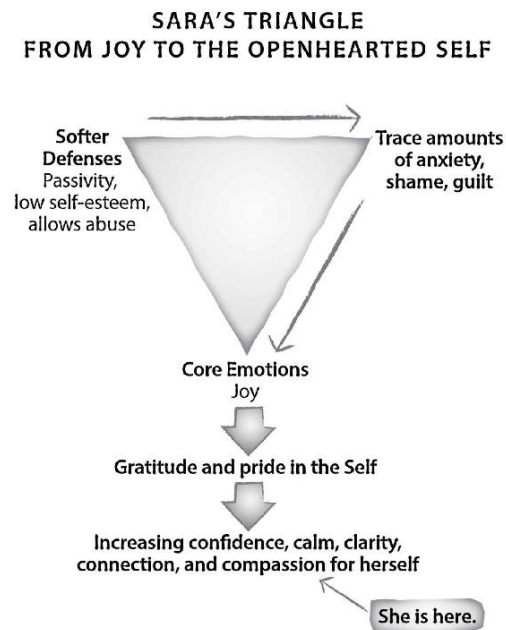 SARA'S TRIANGLE
FROM JOY TO THE OPENHEARTED SELF
Softer
Defenses
Passivity,
low self-esteem,
allows abuse
Trace amounts
of anxiety,
shame, guilt
Core Emotions
Joy
Gratitude and pride in the Self
Increasing confidence, calm, clarity,
connection, and compassion for herself
She is here.